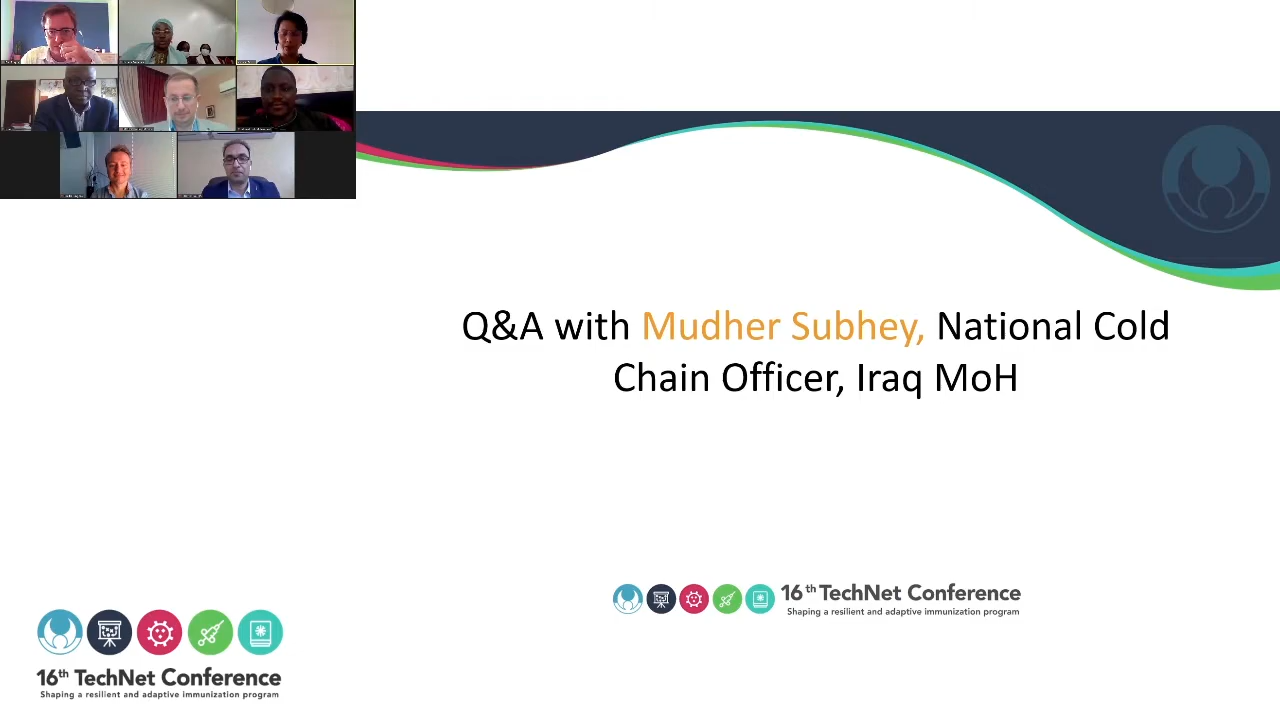 Q&A with Mudher Subhey, National Cold
Chain Officer, Iraq MoH
16th TechNet Conference
Shaping a resilient and adaptive immunization program
16th TechNet Conference
Shaping a resilient and adaptive immunization program